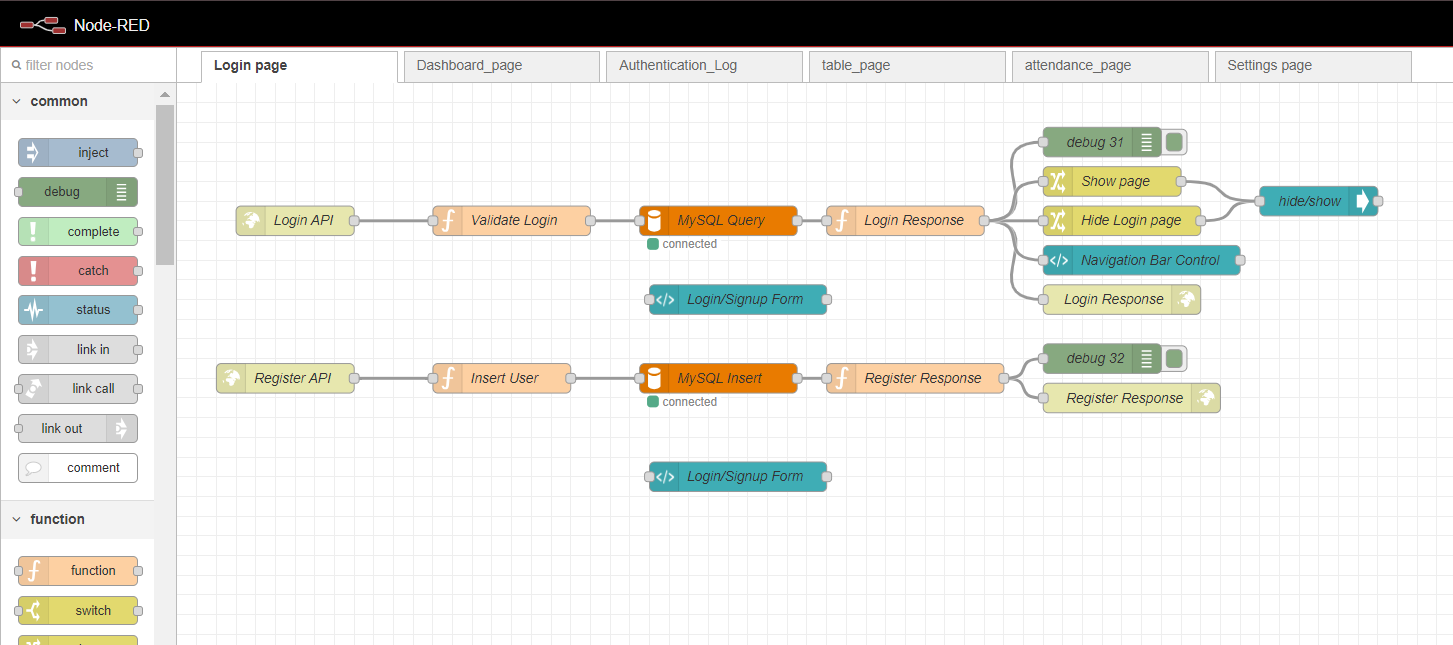 Node-RED
filter nodes
Login page
Dashboard_page
Authentication_Log
table_page
attendance_page
Settings page
common
inject
debug
complete
catch
status
link in
link call
link out
comment
function
function
switch
debug 31
Show page
hide/show
Login API
Validate Login
MySQL Query
Login Response
Hide Login page
connected
Navigation Bar Control
Login/Signup Form
Login Response
debug 32
Register API
Insert User
MySQL Insert
Register Response
connected
Register Response
Login/Signup Form